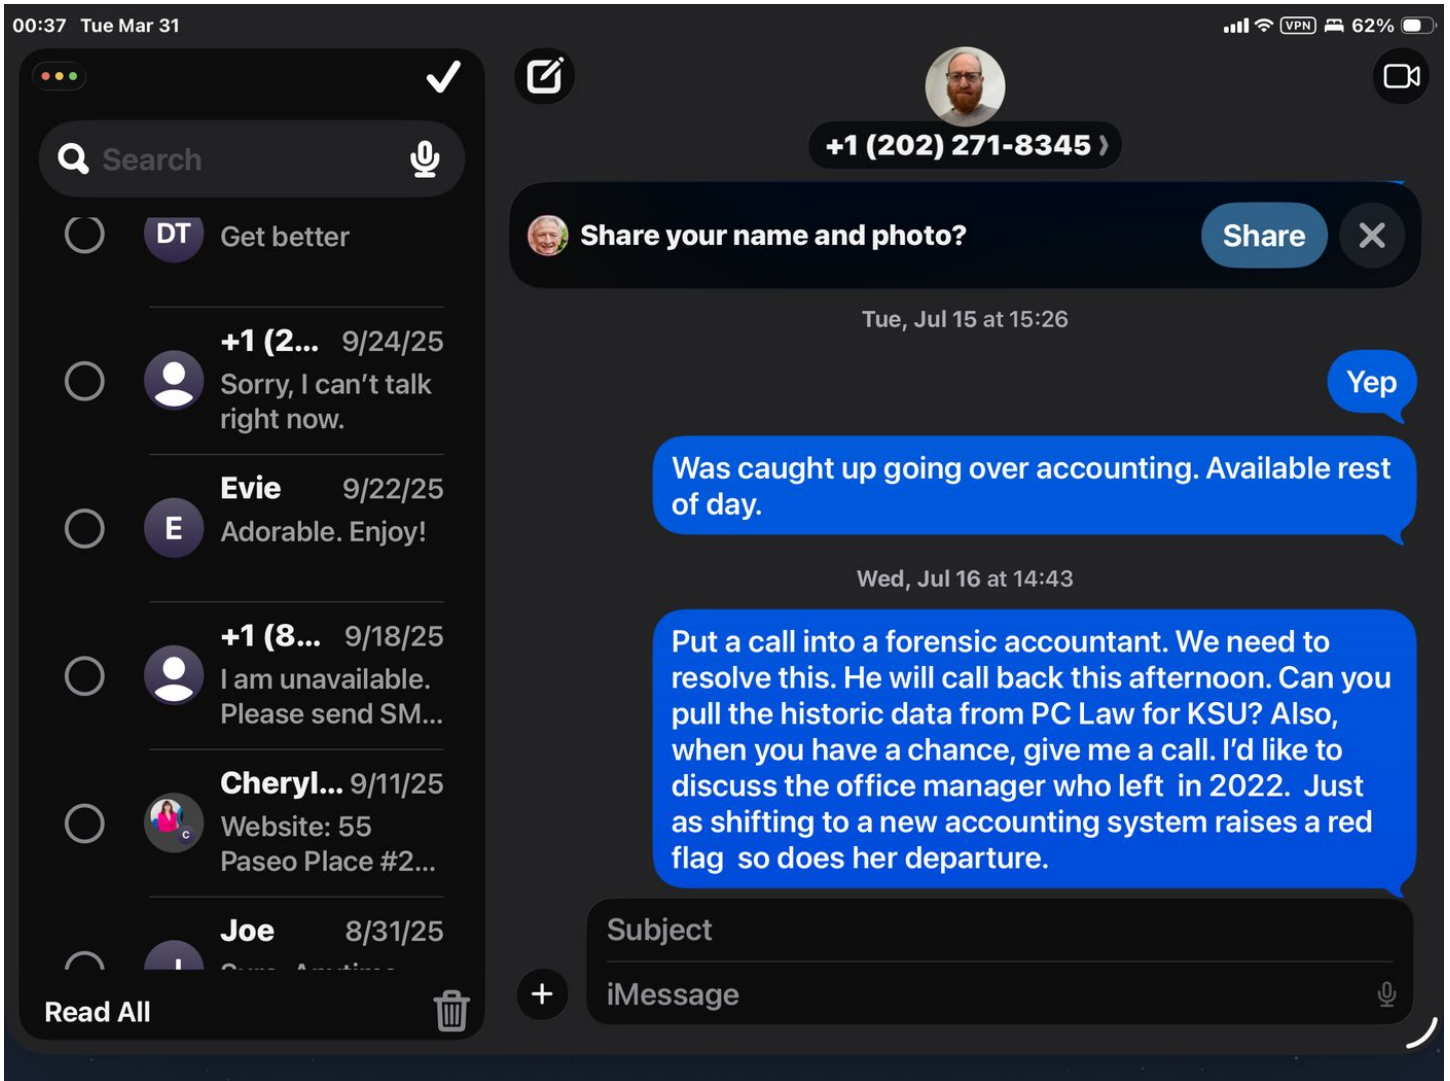 00:37 Tue Mar 31
VPN 62%
Search
DT
Get better
+1 (2... 9/24/25
Sorry, I can't talk
right now.
Evie 9/22/25
E
Adorable. Enjoy!
+1 (8... 9/18/25
I am unavailable.
Please send SM...
Cheryl... 9/11/25
C
Website: 55
Paseo Place #2...
Joe 8/31/25
Read All
+1 (202) 271-8345
Share your name and photo?
Share
Tue, Jul 15 at 15:26
Yep
Was caught up going over accounting. Available rest
of day.
Wed, Jul 16 at 14:43
Put a call into a forensic accountant. We need to
resolve this. He will call back this afternoon. Can you
pull the historic data from PC Law for KSU? Also,
when you have a chance, give me a call. I'd like to
discuss the office manager who left in 2022. Just
as shifting to a new accounting system raises a red
flag so does her departure.
Subject
iMessage